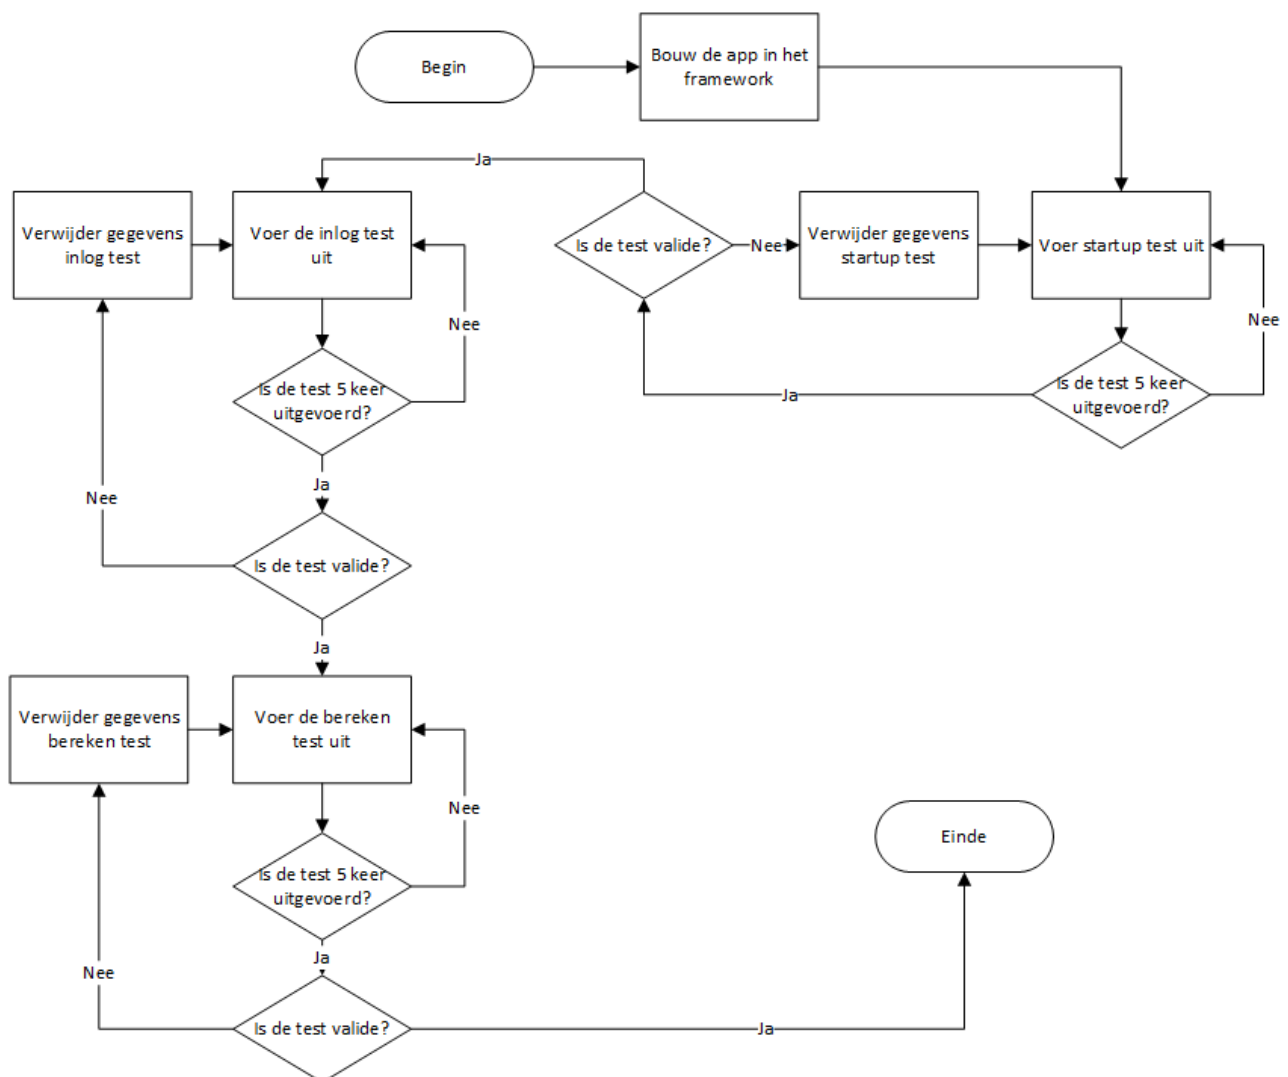 Begin
Bouw de app in het
framework
Ja
Verwijder gegevens
inlog test
Voer de inlog test
uit
Is de test valide?
Nee
Verwijder gegevens
startup test
Voer startup test uit
Nee
Nee
Is de test 5 keer
uitgevoerd?
Ja
Is de test 5 keer
uitgevoerd?
Ja
Nee
Is de test valide?
Ja
Verwijder gegevens
bereken test
Voer de bereken
test uit
Nee
Einde
Is de test 5 keer
uitgevoerd?
Ja
Nee
Is de test valide?
Ja